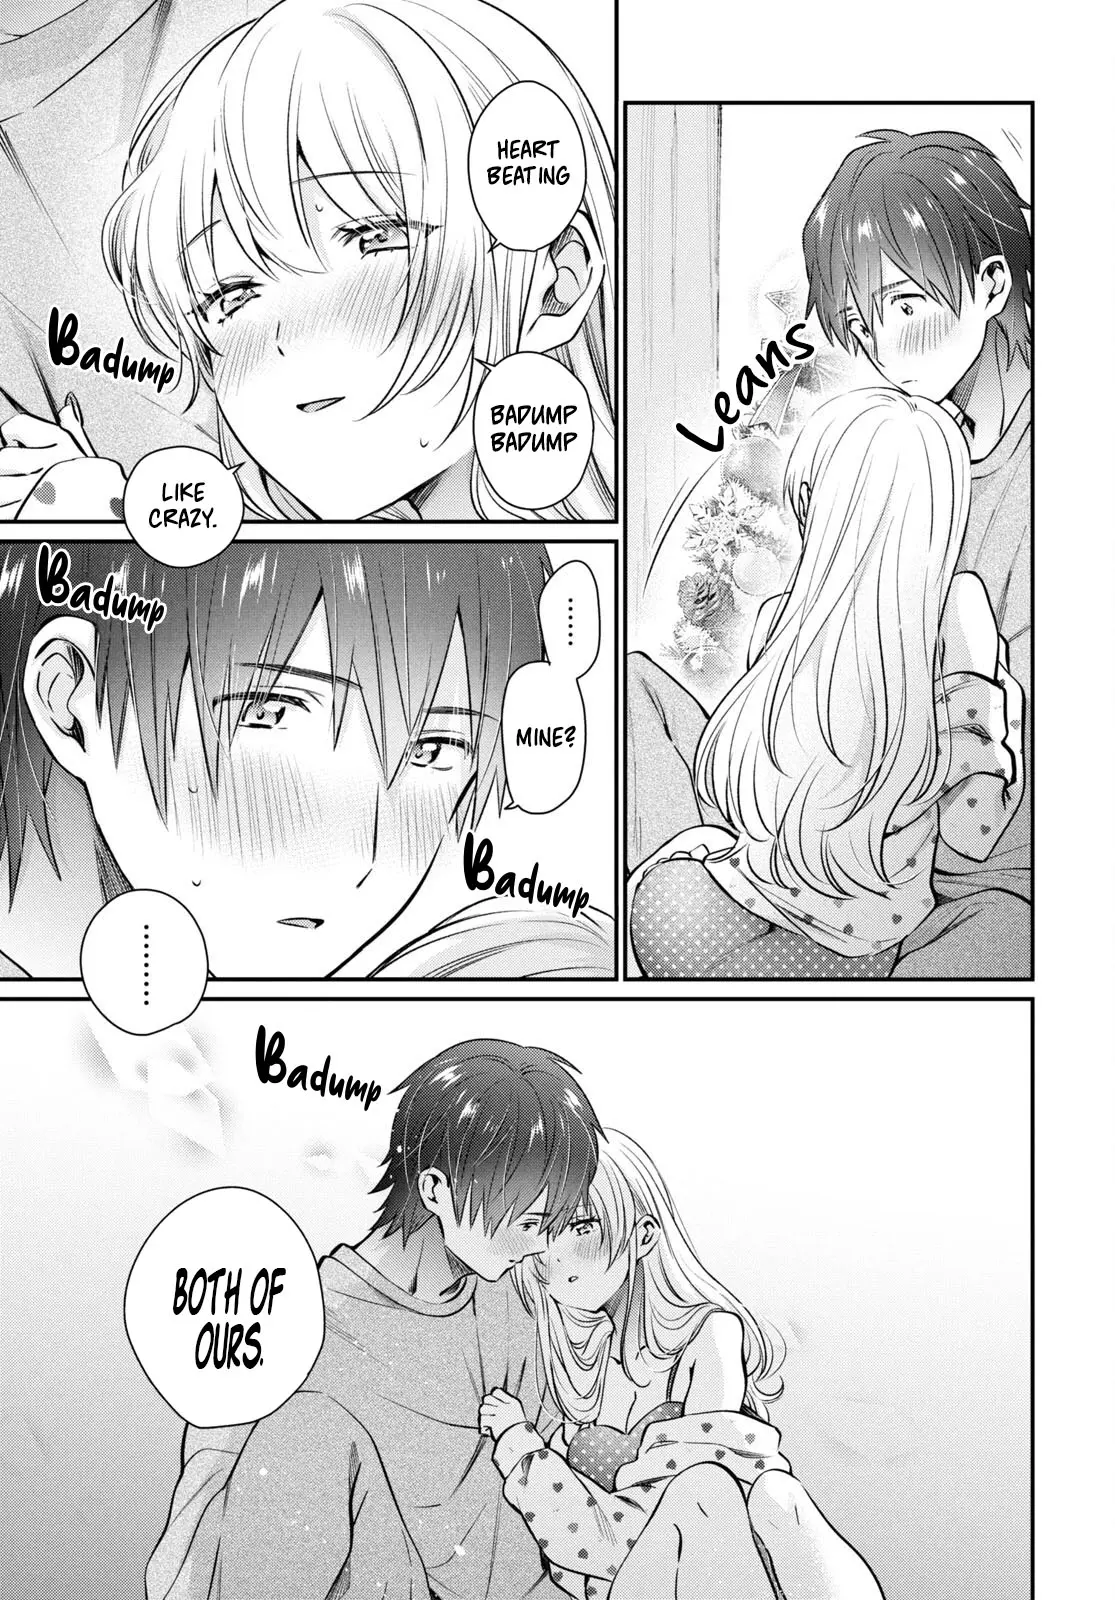 Leans
HEART
BEATING
BADUMP
BADUMP
LIKE
CRAZY.
Badump
Badump
......
MINE?
Badump
........
Badump
BOTH OF
OURS.